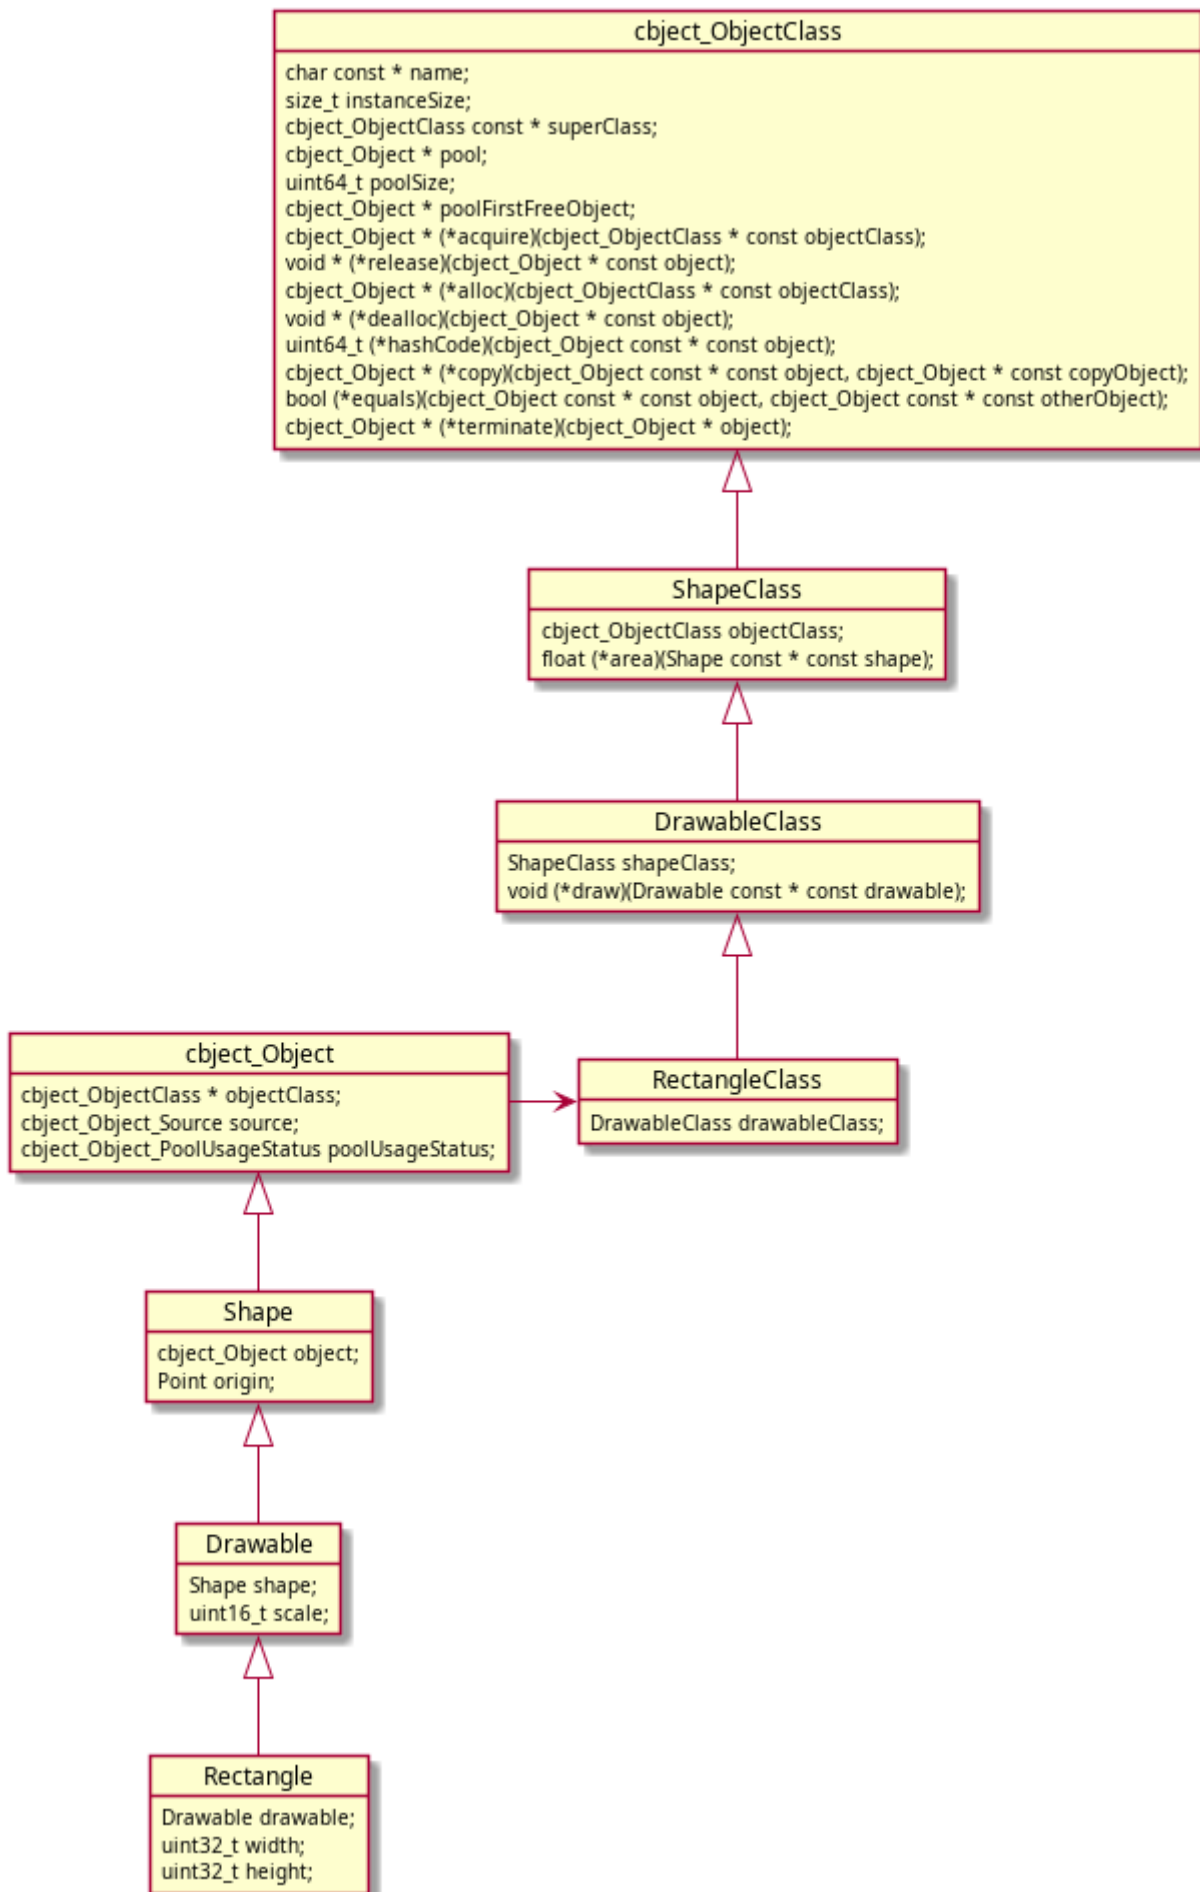 cbject_ObjectClass
char const * name;
size_t instanceSize;
cbject_ObjectClass const * superClass;
cbject_Object * pool;
uint64_t poolSize;
cbject_Object * poolFirstFreeObject;
cbject_Object * (*acquire)(cbject_ObjectClass * const objectClass);
void * (*release)(cbject_Object * const object);
cbject_Object * (*alloc)(cbject_ObjectClass * const objectClass);
void * (*dealloc)(cbject_Object * const object);
uint64_t (*hashCode)(cbject_Object const * const object);
cbject_Object * (*copy)(cbject_Object const * const object, cbject_Object * const copyObject);
bool (*equals)(cbject_Object const * const object, cbject_Object const * const otherObject);
cbject_Object * (*terminate)(cbject_Object * object);
ShapeClass
cbject_ObjectClass objectClass;
float (*area)(Shape const * const shape);
DrawableClass
ShapeClass shapeClass;
void (*draw)(Drawable const * const drawable);
cbject_Object
cbject_ObjectClass * objectClass;
cbject_Object_Source source;
cbject_Object_PoolUsageStatus poolUsageStatus;
RectangleClass
DrawableClass drawableClass;
Shape
cbject_Object object;
Point origin;
Drawable
Shape shape;
uint16_t scale;
Rectangle
Drawable drawable;
uint32_t width;
uint32_t height;